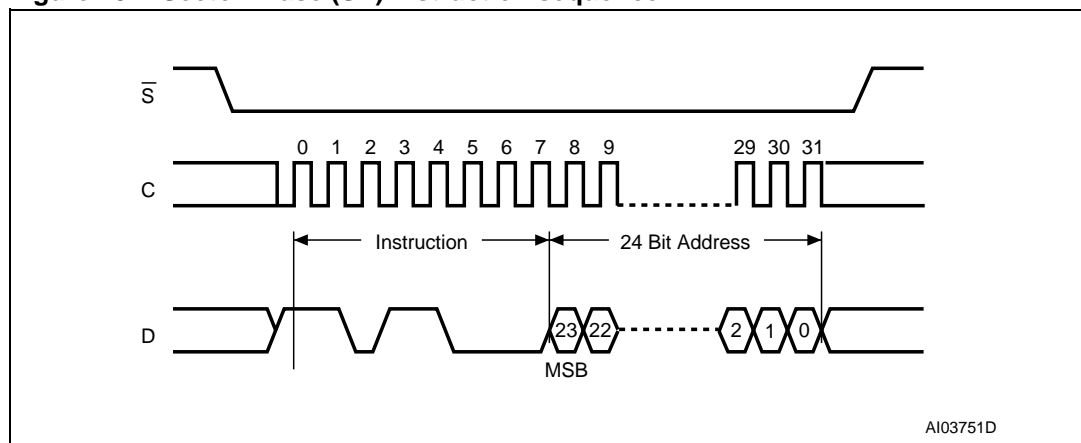 S
0 1 2 3 4 5 6 7 8 9 29 30 31
C
Instruction 24 Bit Address
D 23 22 2 1 0
MSB
AI03751D